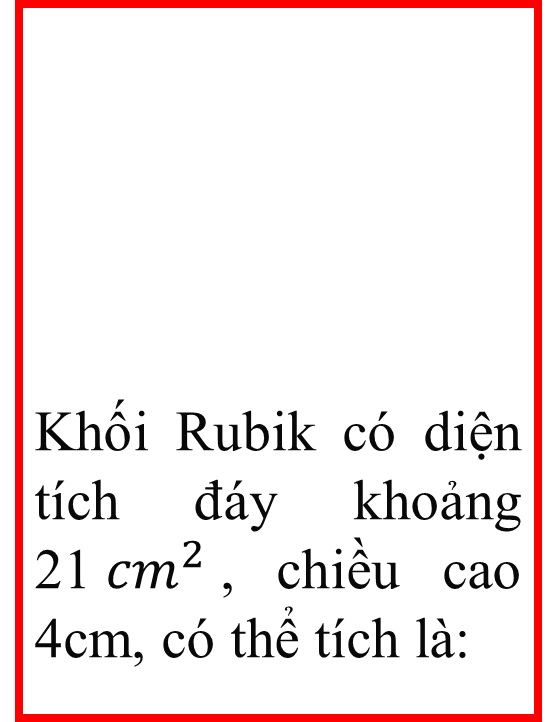 Khối Rubik có diện
tích đáy khoảng
21 𝑐𝑚², chiều cao
4cm, có thể tích là: